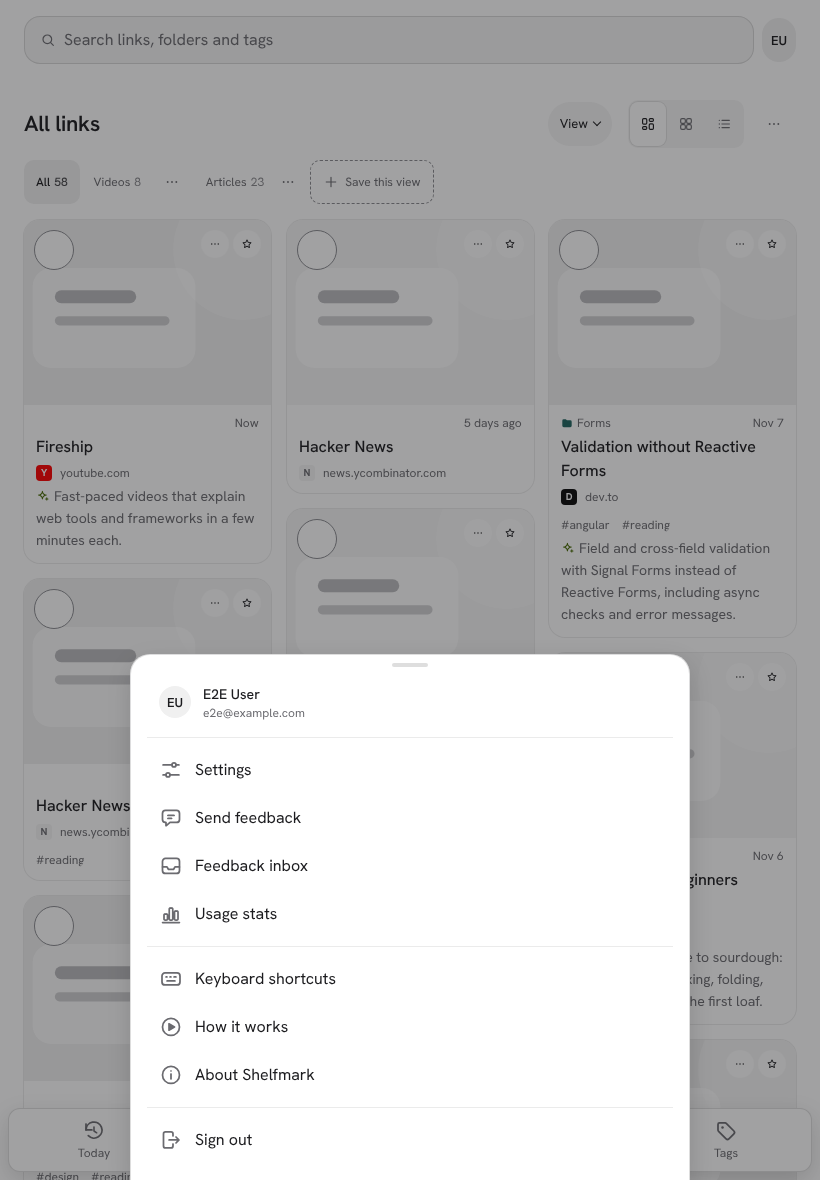 Search links, folders and tags
EU
All links
View
All 58
Videos 8
Articles 23
Save this view
Now
Fireship
Y youtube.com
Fast-paced videos that explain
web tools and frameworks in a few
minutes each.
5 days ago
Hacker News
N news.ycombinator.com
Forms
Nov 7
Validation without Reactive
Forms
D dev.to
#angular #reading
Field and cross-field validation
with Signal Forms instead of
Reactive Forms, including async
checks and error messages.
Hacker News
N news.ycombi
#reading
Nov 6
ginners
e to sourdough:
king, folding,
the first loaf.
EU
E2E User
e2e@example.com
Settings
Send feedback
Feedback inbox
Usage stats
Keyboard shortcuts
How it works
About Shelfmark
Sign out
Today
Tags
#design #readin